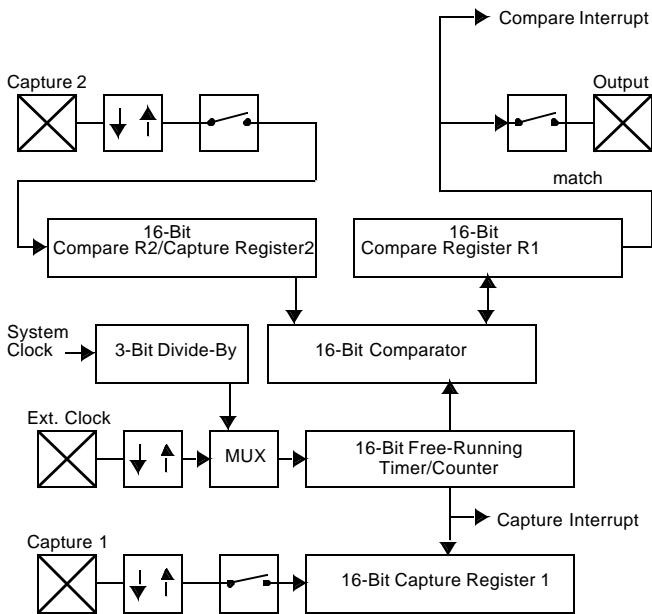 Compare Interrupt
Capture 2
Output
match
16-Bit
Compare R2/Capture Register2
16-Bit
Compare Register R1
System
Clock
3-Bit Divide-By
16-Bit Comparator
Ext. Clock
MUX
16-Bit Free-Running
Timer/Counter
Capture Interrupt
Capture 1
16-Bit Capture Register 1